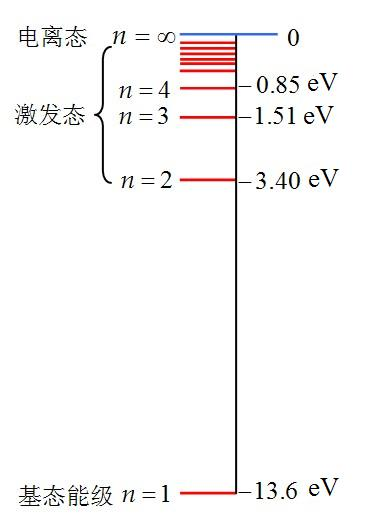 电离态 n = ∞ 0
n = 4 −0.85 eV
激发态 n = 3 −1.51 eV
n = 2 −3.40 eV
基态能级 n = 1 −13.6 eV